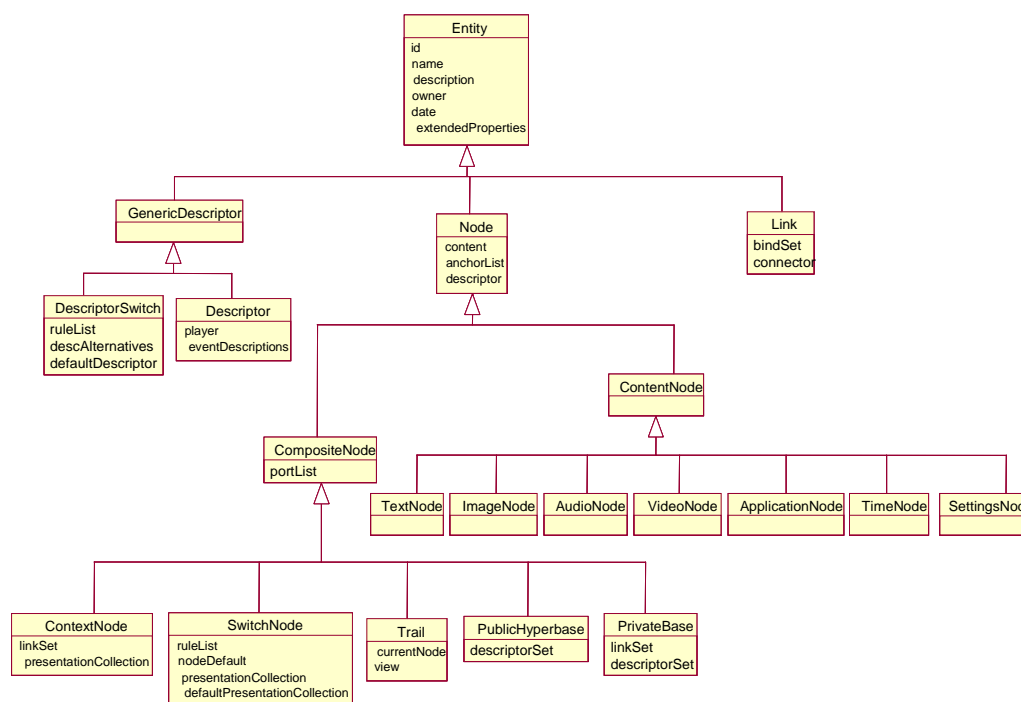 Entity
id
name
description
owner
date
extendedProperties
GenericDescriptor
Node
content
anchorList
descriptor
Link
bindSet
connector
DescriptorSwitch
ruleList
descAlternatives
defaultDescriptor
Descriptor
player
eventDescriptions
ContentNode
CompositeNode
portList
TextNode
ImageNode
AudioNode
VideoNode
ApplicationNode
TimeNode
SettingsNod
ContextNode
linkSet
presentationCollection
SwitchNode
ruleList
nodeDefault
presentationCollection
defaultPresentationCollection
Trail
currentNode
view
PublicHyperbase
descriptorSet
PrivateBase
linkSet
descriptorSet